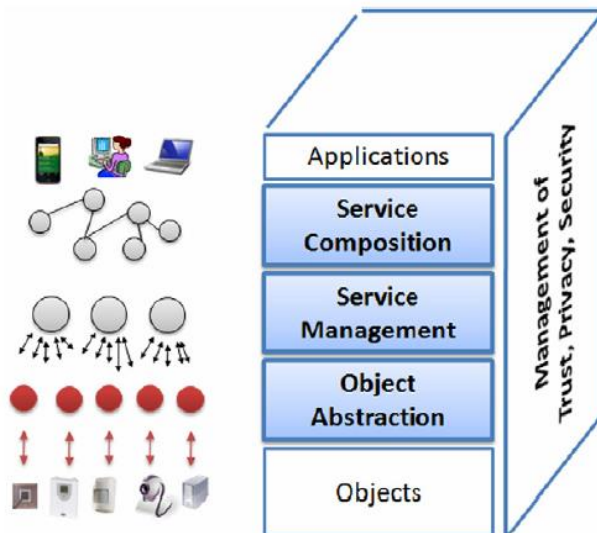 Applications
Service
Composition
Service
Management
Object
Abstraction
Objects
Management of
Trust, Privacy, Security